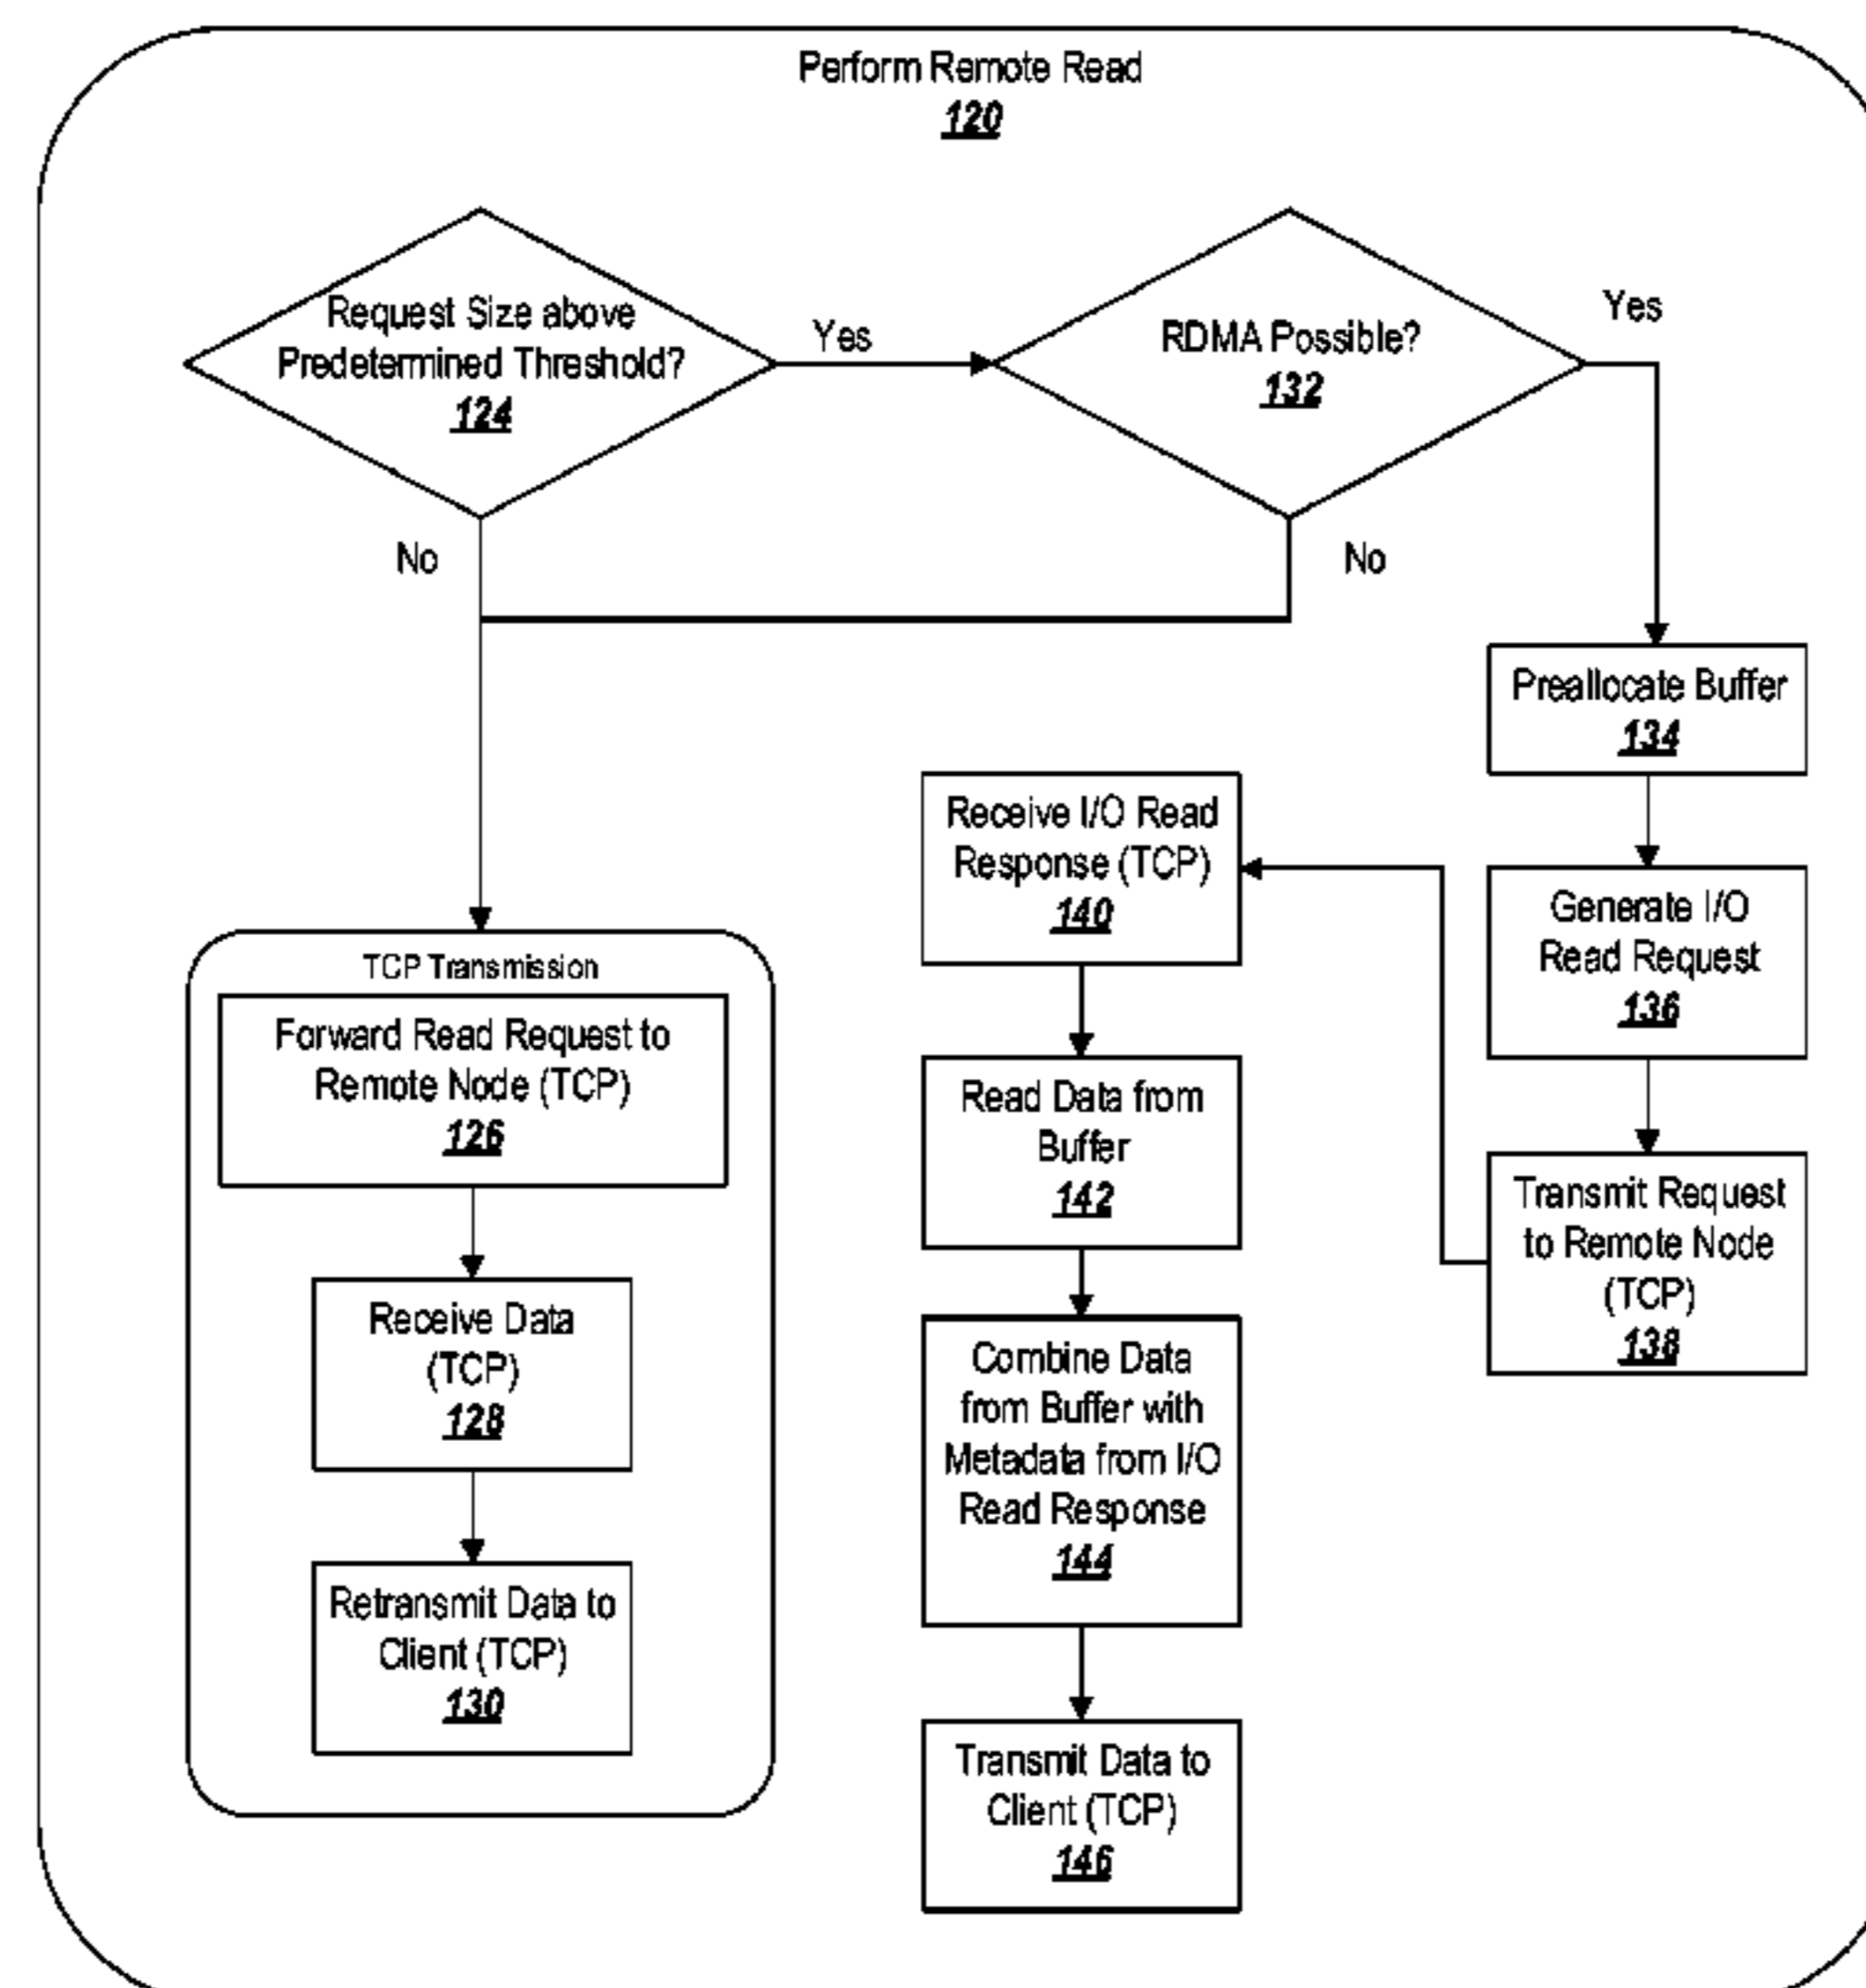 Perform Remote Read
120
Request Size above
Predetermined Threshold?
124
Yes
RDMA Possible?
132
Yes
No
No
Preallocate Buffer
134
Generate I/O
Read Request
136
Transmit Request
to Remote Node
(TCP)
138
Receive I/O Read
Response (TCP)
140
Read Data from
Buffer
142
Combine Data
from Buffer with
Metadata from I/O
Read Response
144
Transmit Data to
Client (TCP)
146
TCP Transmission
Forward Read Request to
Remote Node (TCP)
126
Receive Data
(TCP)
128
Retransmit Data to
Client (TCP)
130